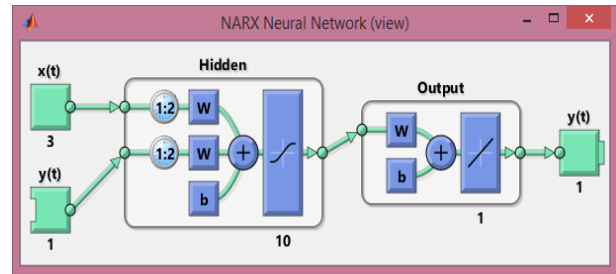 NARX Neural Network (view)
x(t)
3
y(t)
1
Hidden
1:2
W
1:2
W
+
b
10
Output
W
+
b
1
y(t)
1